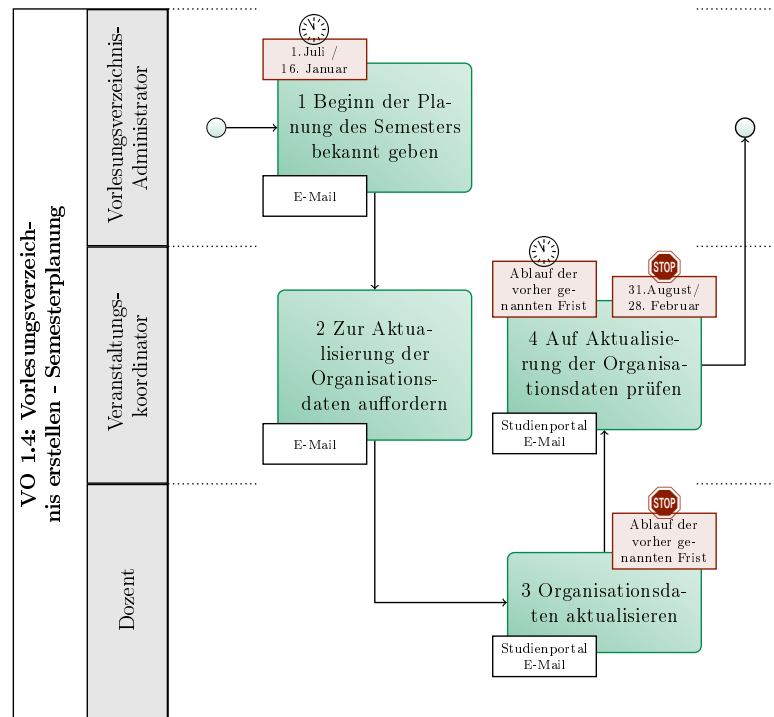 VO 1.4: Vorlesungsverzeich-
nis erstellen - Semesterplanung
Vorlesungsverzeichnis-
Administrator
1.Juli /
16. Januar
1 Beginn der Pla-
nung des Semesters
bekannt geben
E-Mail
Veranstaltungs-
koordinator
2 Zur Aktua-
lisierung der
Organisations-
daten auffordern
E-Mail
Ablauf der
vorher ge-
nannten Frist
STOP
31.August/
28. Februar
4 Auf Aktualisie-
rung der Organisa-
tionsdaten prüfen
Studienportal
E-Mail
Dozent
STOP
Ablauf der
vorher ge-
nannten Frist
3 Organisationsda-
ten aktualisieren
Studienportal
E-Mail